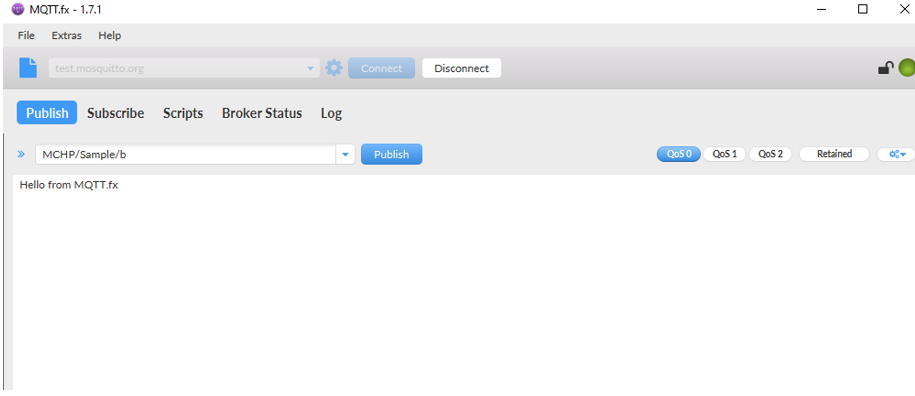 MQTT.fx - 1.7.1
File Extras Help
test.mosquitto.org Connect Disconnect
Publish Subscribe Scripts Broker Status Log
MCHP/Sample/b Publish QoS 0 QoS 1 QoS 2 Retained
Hello from MQTT.fx